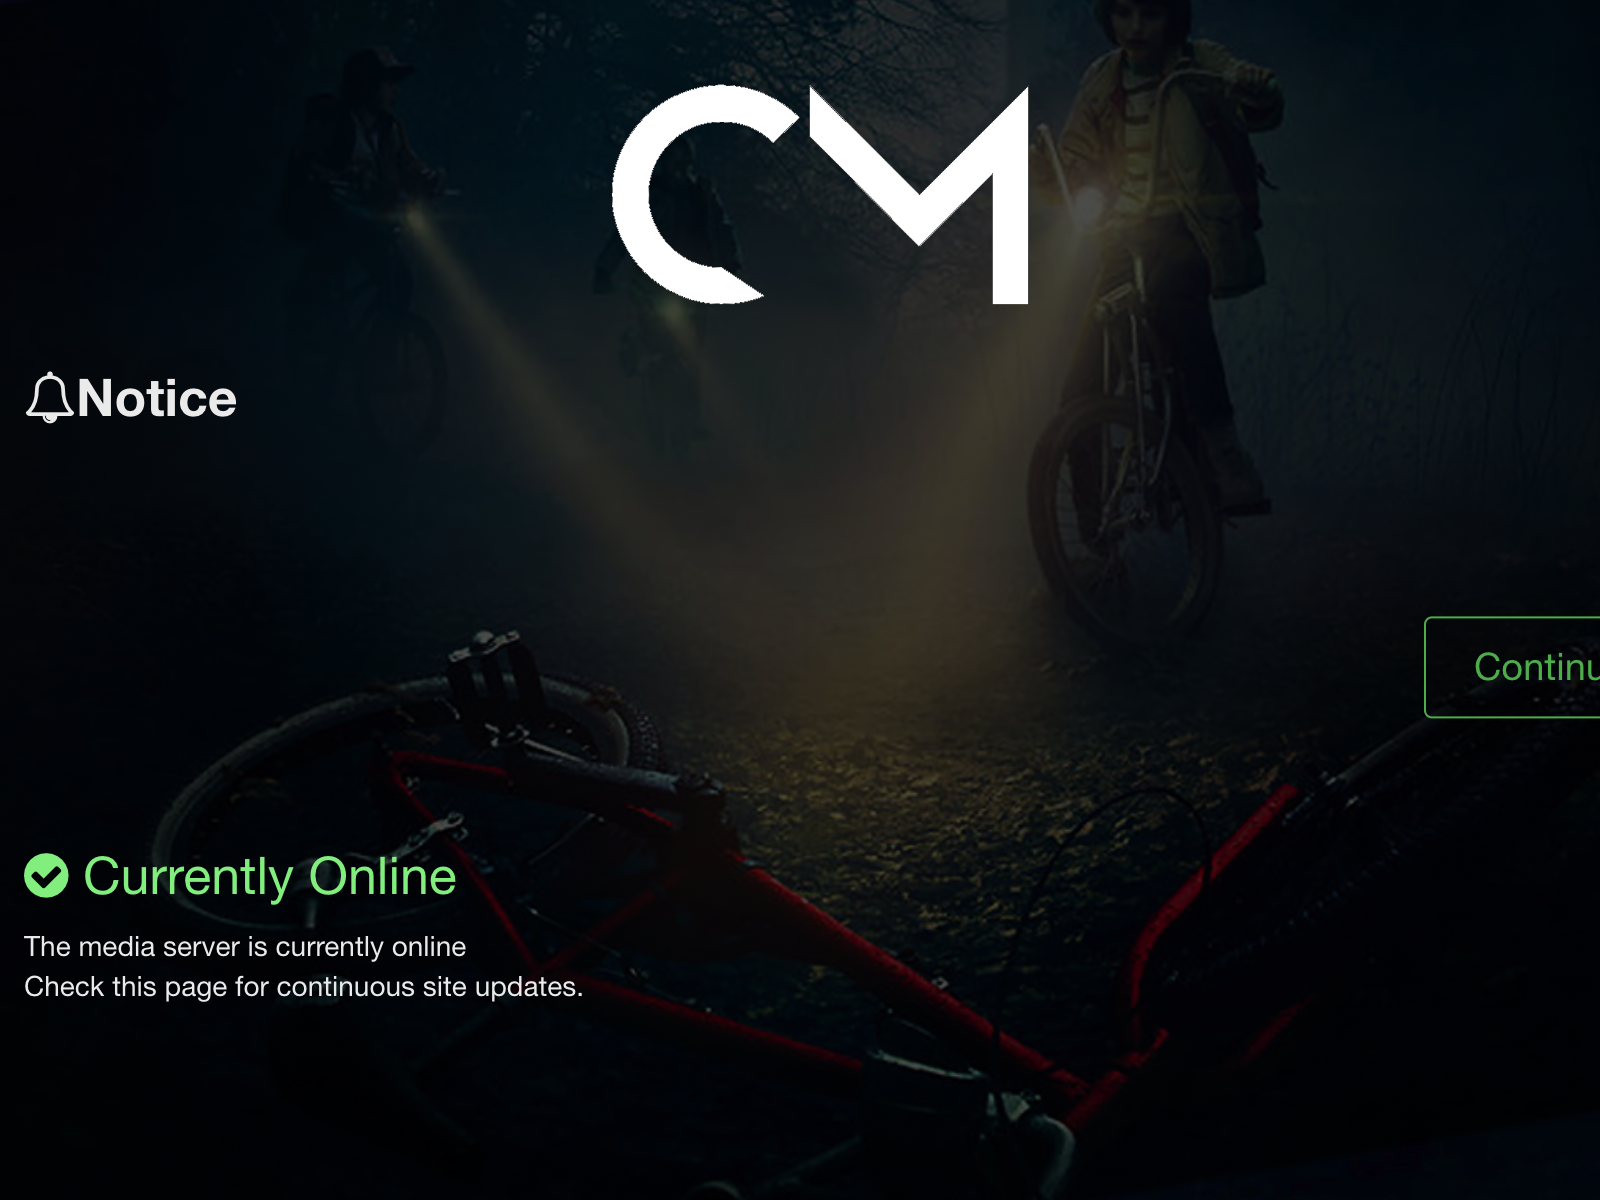 CM
Notice
Continu
Currently Online
The media server is currently online
Check this page for continuous site updates.